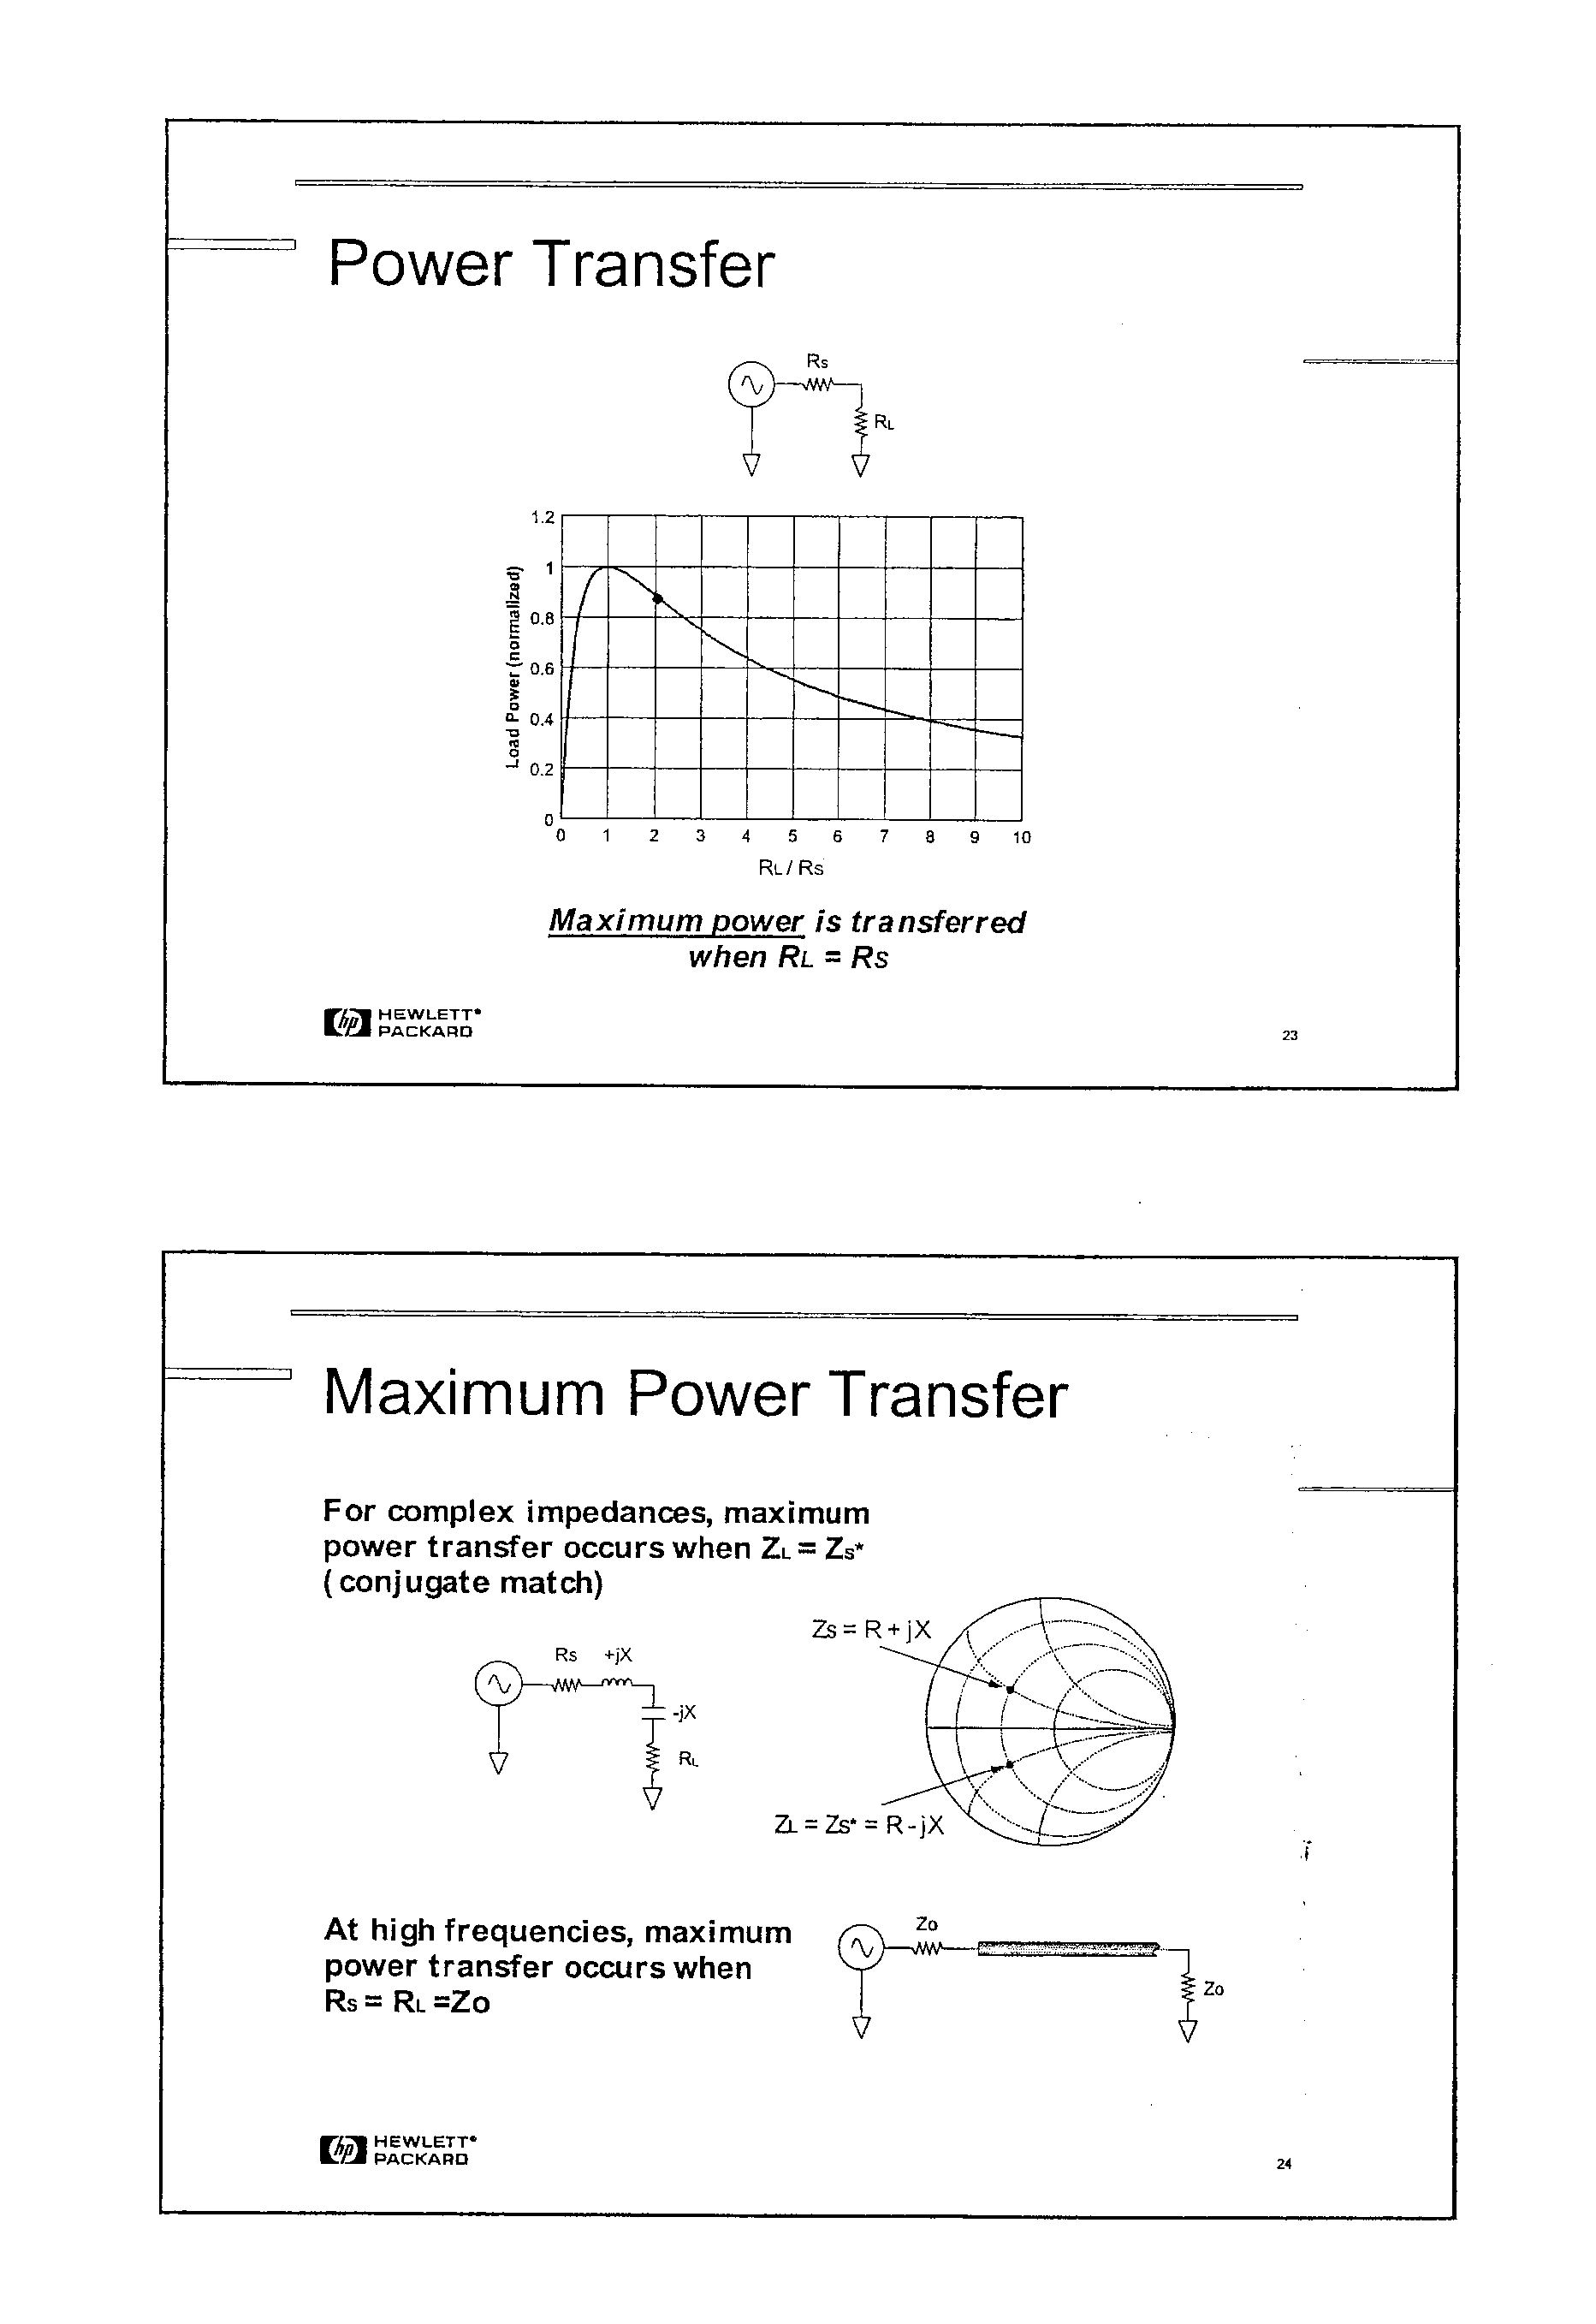 Power Transfer
Rs
RL
1.2
1
0.8
0.6
0.4
0.2
0
Load Power (normalized)
0 1 2 3 4 5 6 7 8 9 10
RL / Rs
Maximum power is transferred
when RL = Rs
hp HEWLETT
PACKARD
23
Maximum Power Transfer
For complex impedances, maximum
power transfer occurs when ZL = Zs*
(conjugate match)
Zs = R + jX
Rs +jX
-jX
RL
ZL = Zs* = R - jX
At high frequencies, maximum
power transfer occurs when
Rs = RL =Zo
Zo
Zo
hp HEWLETT
PACKARD
24